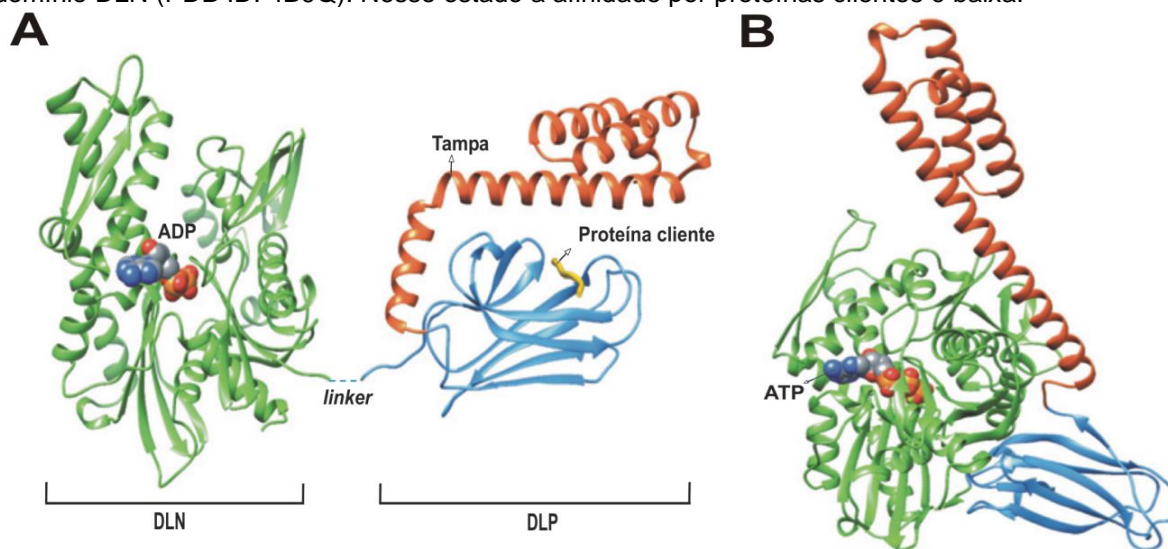 A
B
Tampa
ADP
Proteína cliente
linker
ATP
DLN
DLP